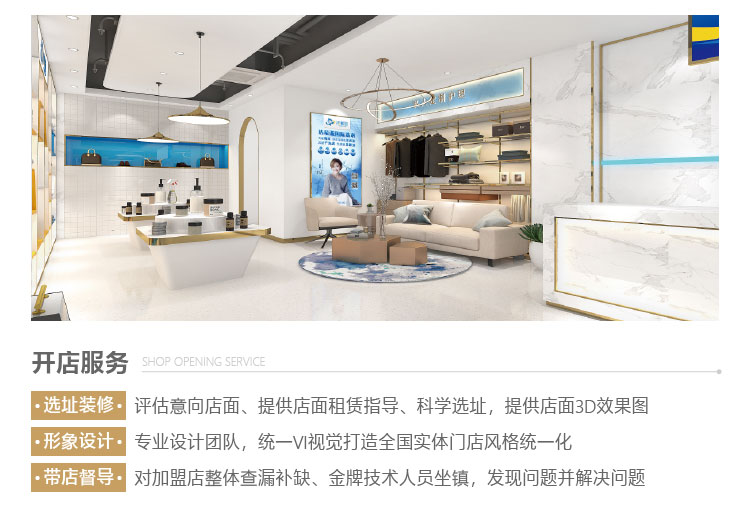 开店服务 SHOP OPENING SERVICE
·选址装修· 评估意向店面、提供店面租赁指导、科学选址，提供店面3D效果图
·形象设计· 专业设计团队，统一VI视觉打造全国实体门店风格统一化
·带店督导· 对加盟店整体查漏补缺、金牌技术人员坐镇，发现问题并解决问题